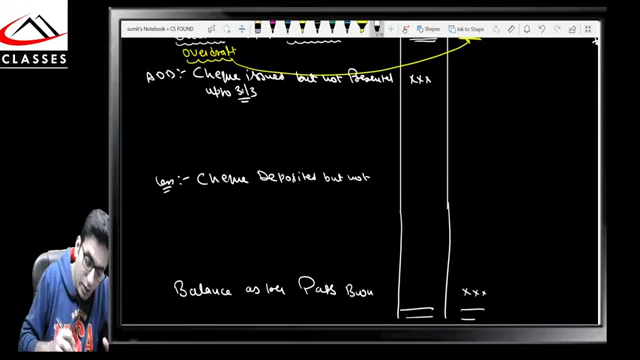 sumit's Notebook » CS FOUND
Shapes
Ink to Shape
CLASSES
overdraft
ADD:- Cheque issues but not Presented xxx
upto 31/3
Less:- Cheque Deposited but not
Balance as per Pass Book xxx